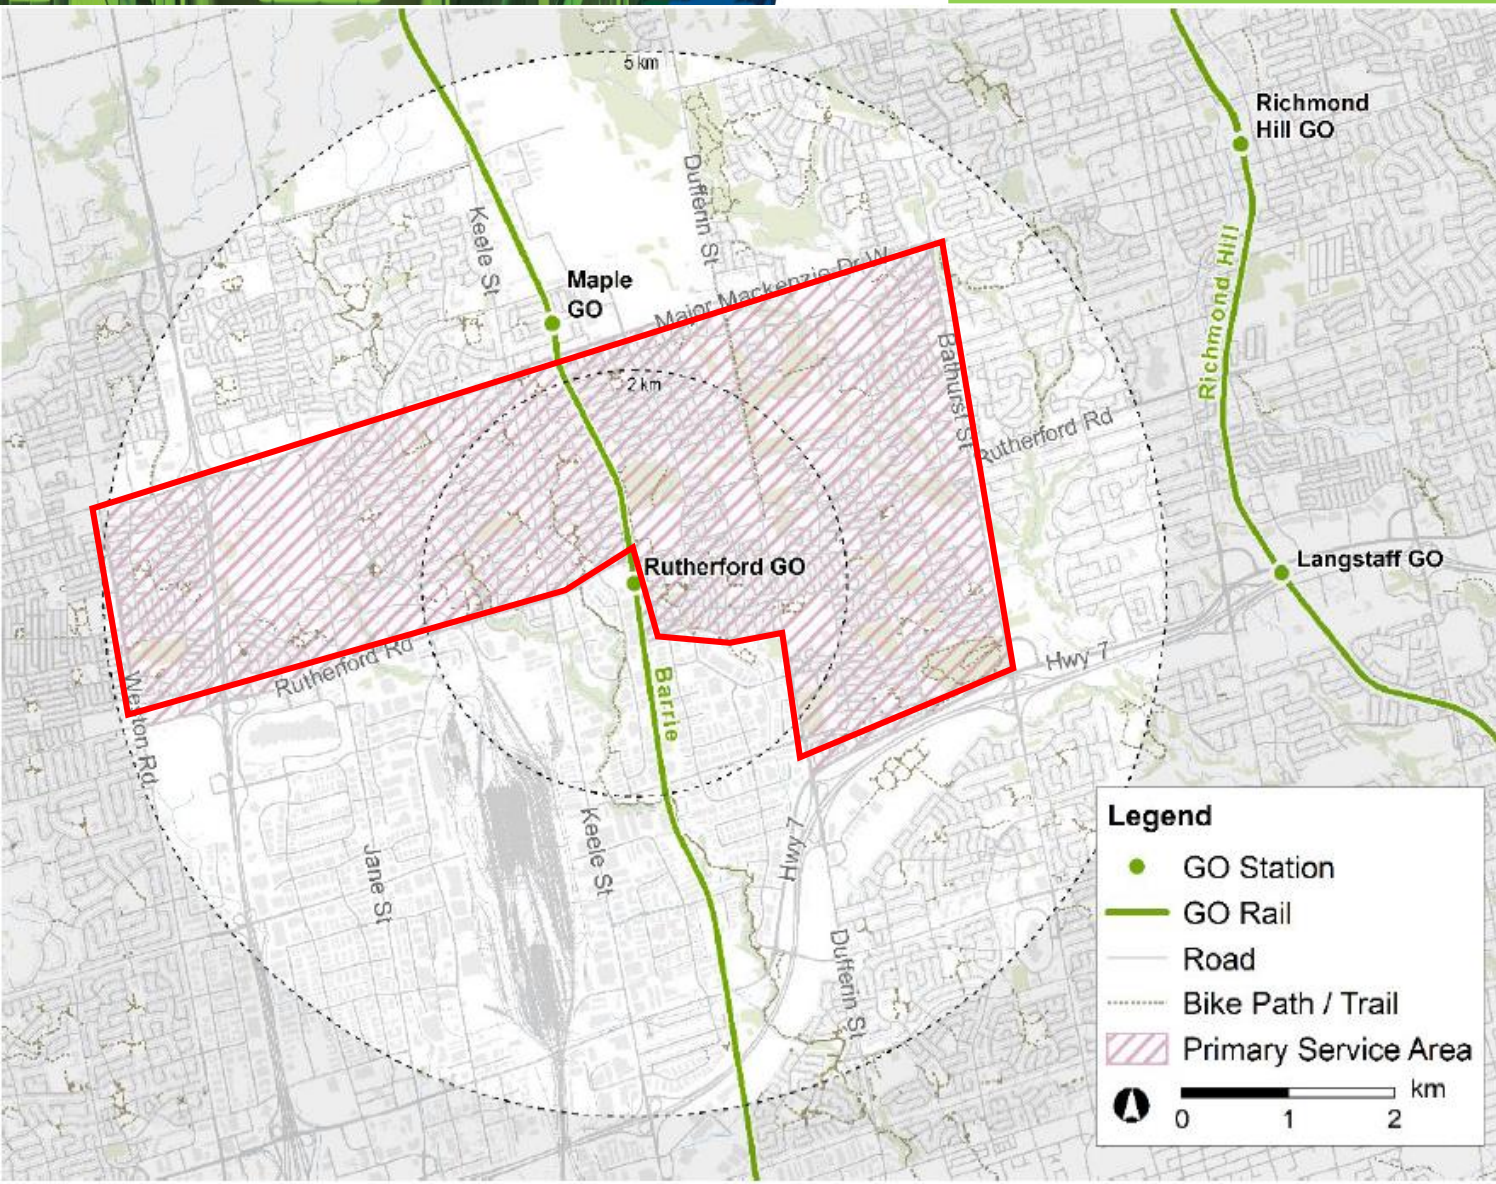 5 km
Richmond
Hill GO
Dufferin St
Keele St
Richmond Hill
Maple
GO
Major Mackenzie Dr W
2 km
Bathurst St
Rutherford Rd
Rutherford GO
Langstaff GO
Rutherford Rd
Hwy 7
Weston Rd.
Barrie
Jane St
Keele St
Hwy 7
Dufferin St
Legend
GO Station
GO Rail
Road
Bike Path / Trail
Primary Service Area
km
0 1 2